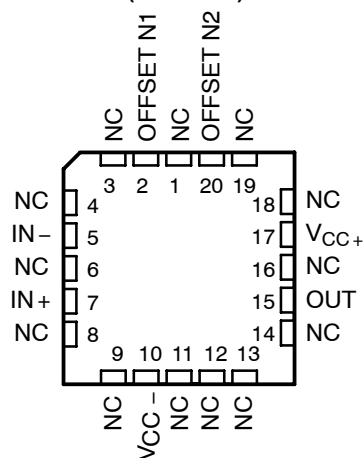 NC
OFFSET N1
NC
OFFSET N2
NC
3
2
1
20
19
NC 4
IN− 5
NC 6
IN+ 7
NC 8
18 NC
17 VCC+
16 NC
15 OUT
14 NC
9
10
11
12
13
NC
VCC−
NC
NC
NC